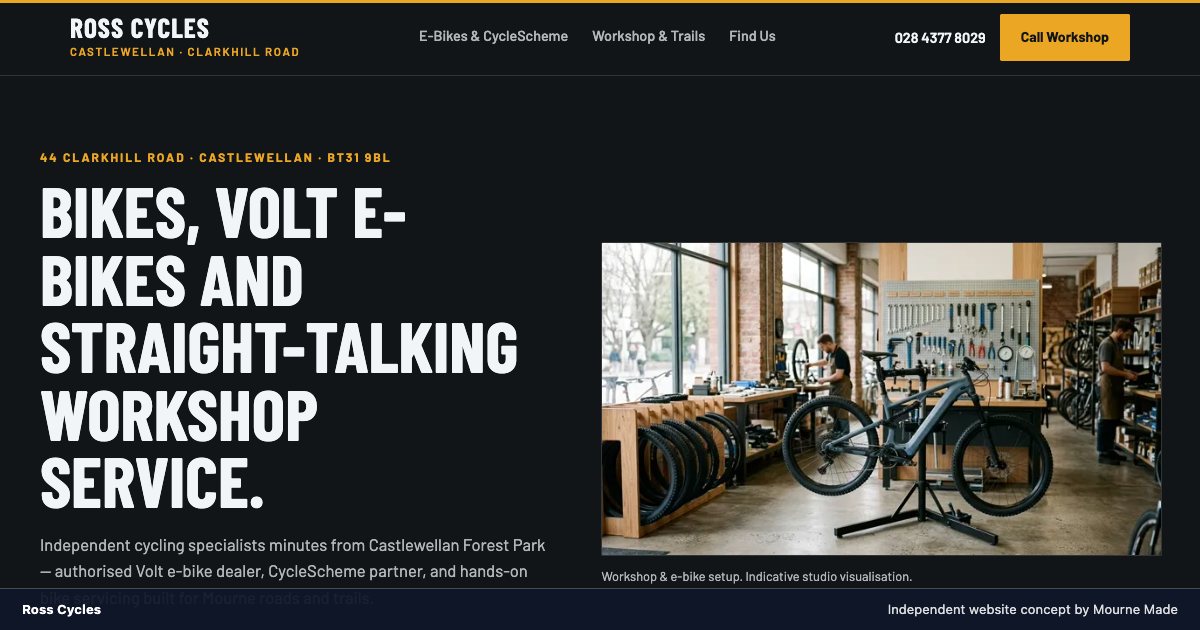 ROSS CYCLES
CASTLEWELLAN · CLARKHILL ROAD
E-Bikes & CycleScheme
Workshop & Trails
Find Us
028 4377 8029
Call Workshop
44 CLARKHILL ROAD · CASTLEWELLAN · BT31 9BL
BIKES, VOLT E-
BIKES AND
STRAIGHT-TALKING
WORKSHOP
SERVICE.
Independent cycling specialists minutes from Castlewellan Forest Park
— authorised Volt e-bike dealer, CycleScheme partner, and hands-on
bike servicing built for Mourne roads and trails.
Workshop & e-bike setup. Indicative studio visualisation.
Ross Cycles
Independent website concept by Mourne Made